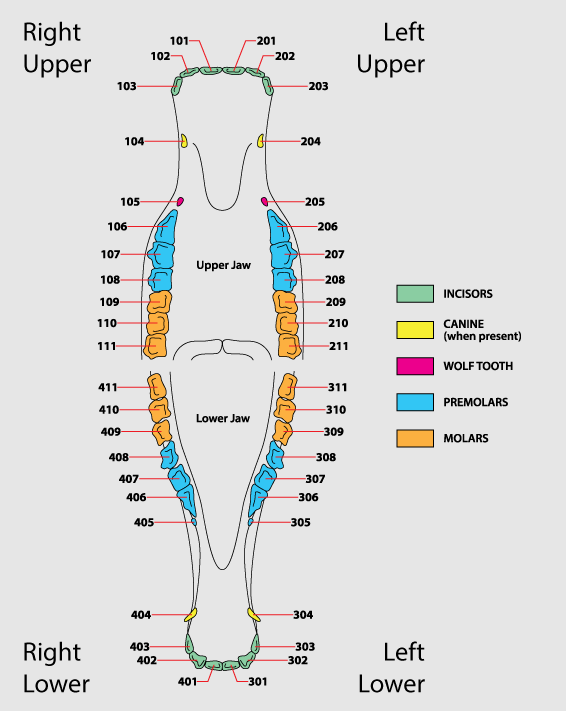 Right
Upper
Left
Upper
101
201
102
202
103
203
104
204
105
205
106
206
107
207
Upper Jaw
108
208
109
209
110
210
111
211
INCISORS
CANINE
(when present)
WOLF TOOTH
PREMOLARS
MOLARS
411
311
410
310
Lower Jaw
409
309
408
308
407
307
406
306
405
305
404
304
403
303
402
302
401
301
Right
Lower
Left
Lower